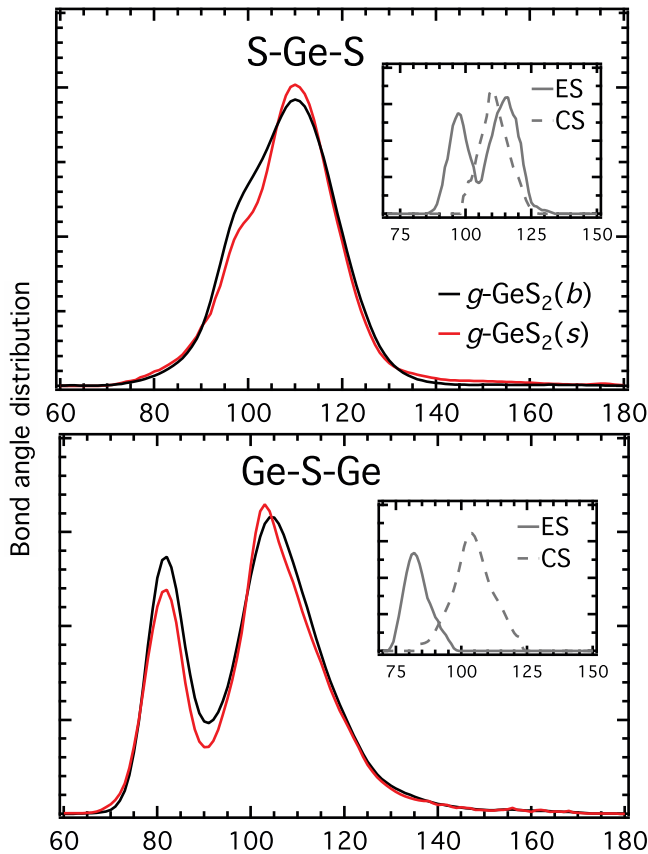 Bond angle distribution
S-Ge-S
ES
CS
75 100 125 150
g-GeS₂(b)
g-GeS₂(s)
60 80 100 120 140 160 180
Ge-S-Ge
ES
CS
75 100 125 150
60 80 100 120 140 160 180